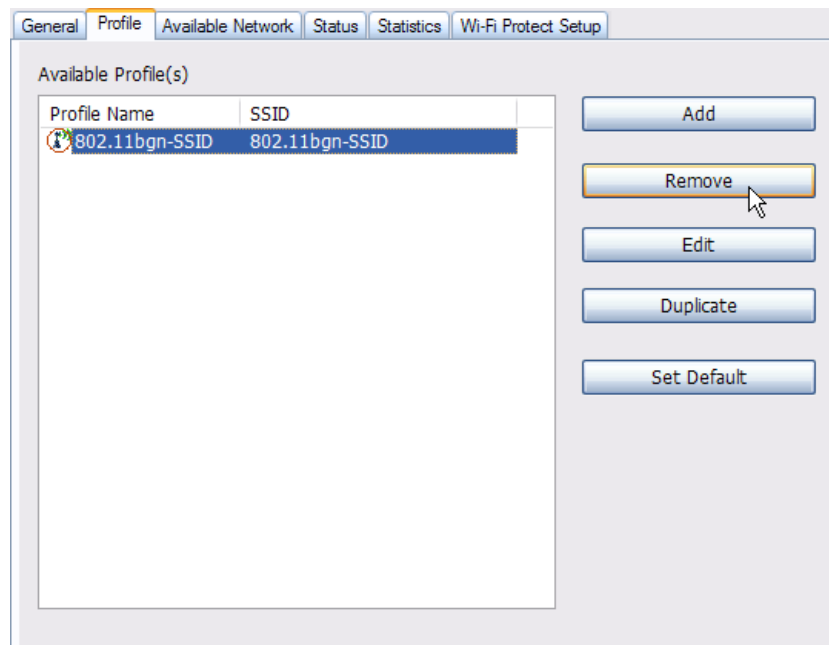 General Profile Available Network Status Statistics Wi-Fi Protect Setup
Available Profile(s)
Profile Name SSID
802.11bgn-SSID 802.11bgn-SSID
Add
Remove
Edit
Duplicate
Set Default